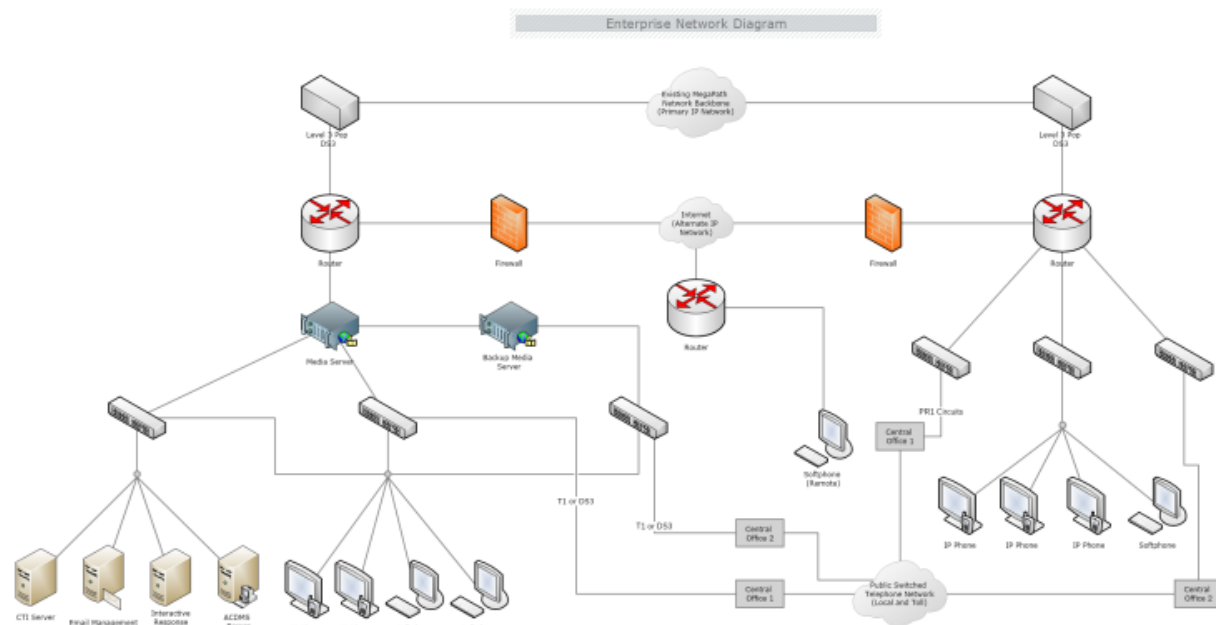 Enterprise Network Diagram
Existing MegaPath
Network Backbone
(Primary IP Network)
Level 3 Pop
DS3
Level 3 Pop
DS3
Internet
(Alternate IP
Network)
Router
Firewall
Firewall
Router
Router
Media Server
Backup Media
Server
PR1 Circuits
Central
Office 1
Softphone
(Remote)
T1 or DS3
T1 or DS3
Central
Office 2
IP Phone
IP Phone
IP Phone
Softphone
Public Switched
Telephone Network
(Local and Toll)
Central
Office 1
Central
Office 2
CTI Server
Email Management
Interactive
Response
ACDMS